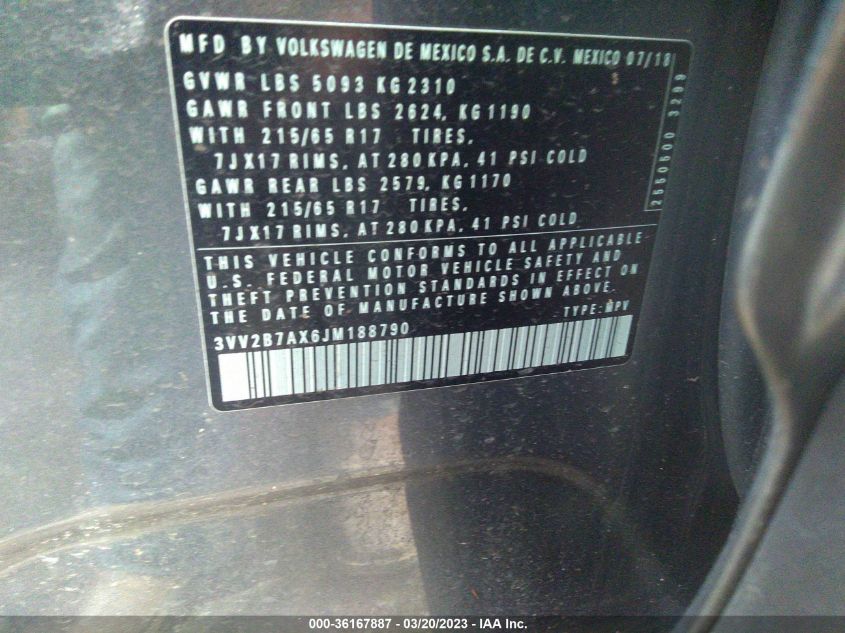 MFD BY VOLKSWAGEN DE MEXICO S.A. DE C.V. MEXICO 07/18
GVWR LBS 5093 KG 2310
GAWR FRONT LBS 2624, KG 1190
WITH 215/65 R17 TIRES,
7JX17 RIMS, AT 280 KPA, 41 PSI COLD
GAWR REAR LBS 2579, KG 1170
WITH 215/65 R17 TIRES,
7JX17 RIMS, AT 280 KPA, 41 PSI COLD
2550500 3299
THIS VEHICLE CONFORMS TO ALL APPLICABLE
U.S. FEDERAL MOTOR VEHICLE SAFETY AND
THEFT PREVENTION STANDARDS IN EFFECT ON
THE DATE OF MANUFACTURE SHOWN ABOVE.
TYPE: MPV
3VV2B7AX6JM188790
000-36167887 - 03/20/2023 - IAA Inc.